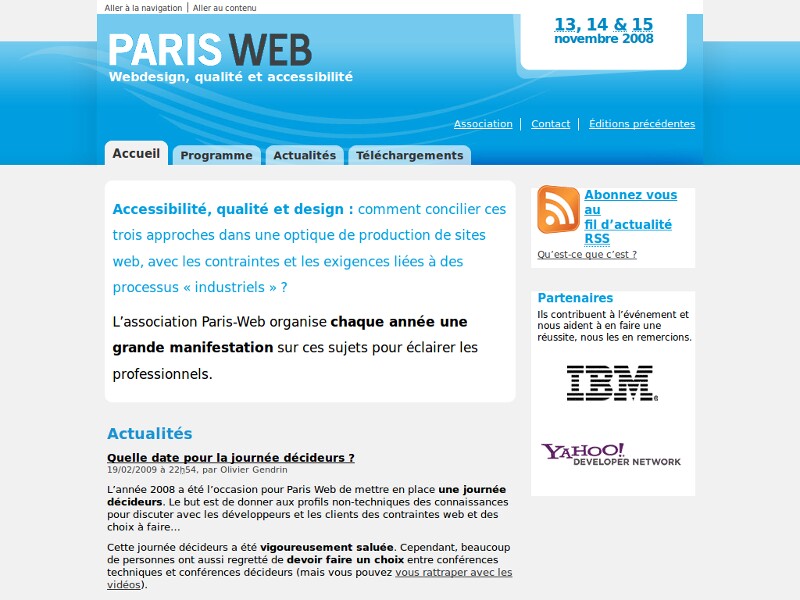 Aller à la navigation | Aller au contenu
PARIS WEB
Webdesign, qualité et accessibilité
13, 14 & 15
novembre 2008
Association | Contact | Éditions précédentes
Accueil Programme Actualités Téléchargements
Accessibilité, qualité et design : comment concilier ces
trois approches dans une optique de production de sites
web, avec les contraintes et les exigences liées à des
processus « industriels » ?
L’association Paris-Web organise chaque année une
grande manifestation sur ces sujets pour éclairer les
professionnels.
Actualités
Quelle date pour la journée décideurs ?
19/02/2009 à 22h54, par Olivier Gendrin
L’année 2008 a été l’occasion pour Paris Web de mettre en place une journée
décideurs. Le but est de donner aux profils non-techniques des connaissances
pour discuter avec les développeurs et les clients des contraintes web et des
choix à faire...
Cette journée décideurs a été vigoureusement saluée. Cependant, beaucoup
de personnes ont aussi regretté de devoir faire un choix entre conférences
techniques et conférences décideurs (mais vous pouvez vous rattraper avec les
vidéos).
Abonnez vous
au
fil d’actualité
RSS
Qu’est-ce que c’est ?
Partenaires
Ils contribuent à l’événement et
nous aident à en faire une
réussite, nous les en remercions.
IBM®
YAHOO!
DEVELOPER NETWORK